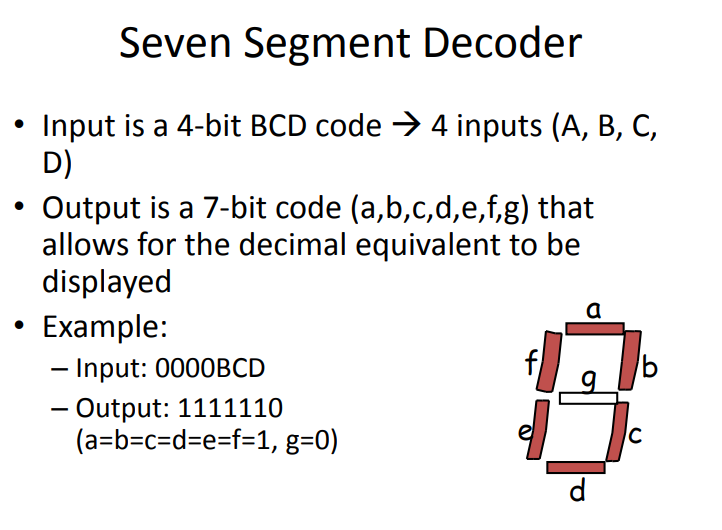 Seven Segment Decoder
• Input is a 4-bit BCD code → 4 inputs (A, B, C,
D)
• Output is a 7-bit code (a,b,c,d,e,f,g) that
allows for the decimal equivalent to be
displayed
• Example:
– Input: 0000BCD
– Output: 1111110
(a=b=c=d=e=f=1, g=0)
a
f
b
g
e
c
d